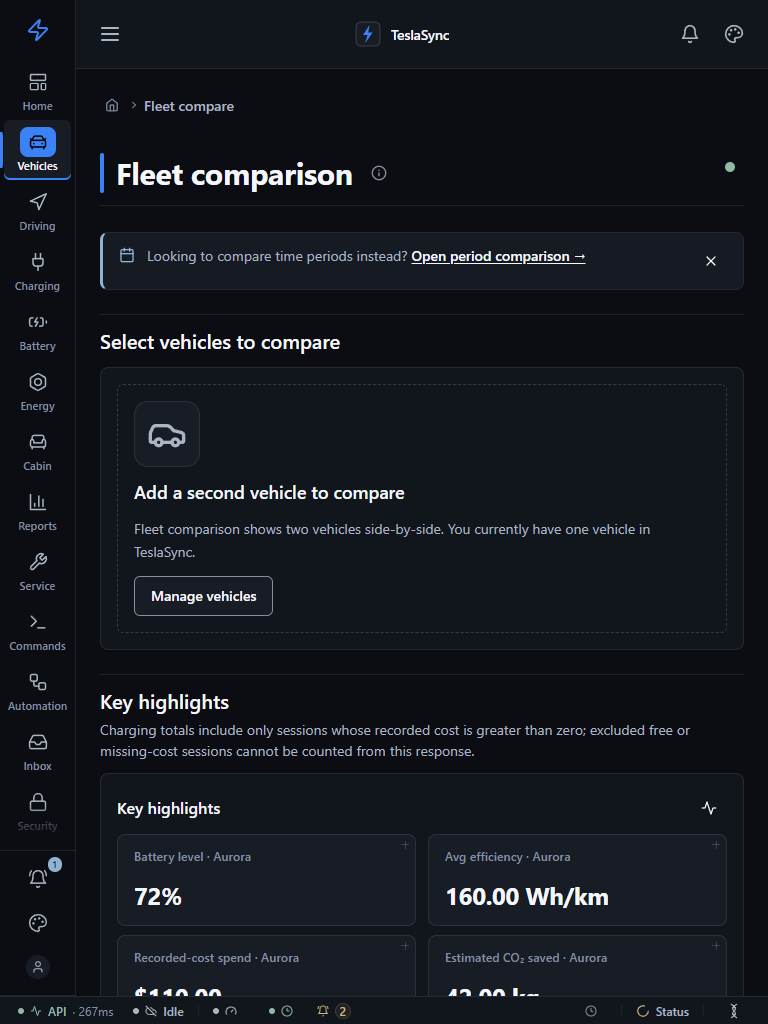 TeslaSync
Home
Vehicles
Driving
Charging
Battery
Energy
Cabin
Reports
Service
Commands
Automation
Inbox
Security
1
Fleet compare
Fleet comparison
Looking to compare time periods instead? Open period comparison →
Select vehicles to compare
Add a second vehicle to compare
Fleet comparison shows two vehicles side-by-side. You currently have one vehicle in
TeslaSync.
Manage vehicles
Key highlights
Charging totals include only sessions whose recorded cost is greater than zero; excluded free or
missing-cost sessions cannot be counted from this response.
Key highlights
Battery level · Aurora
72%
Avg efficiency · Aurora
160.00 Wh/km
Recorded-cost spend · Aurora
$110.00
Estimated CO₂ saved · Aurora
42.00 kg
API · 267ms
Idle
2
Status